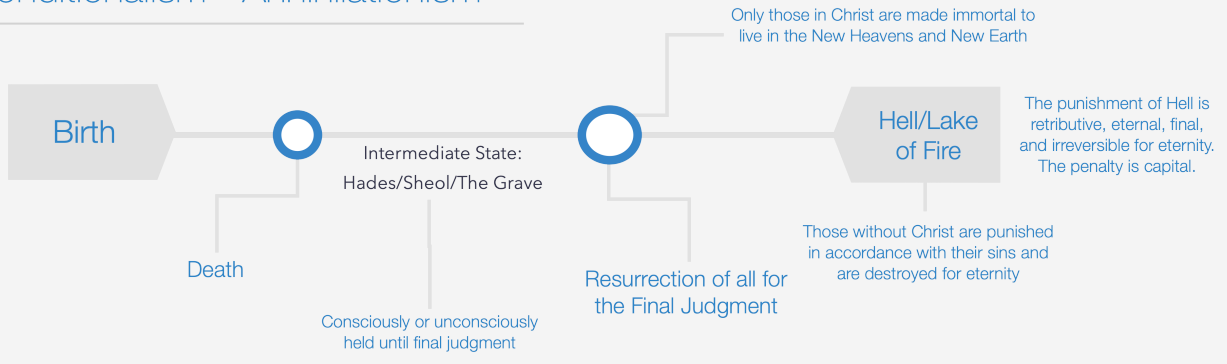 Only those in Christ are made immortal to
live in the New Heavens and New Earth
Birth
Intermediate State:
Hades/Sheol/The Grave
Hell/Lake
of Fire
The punishment of Hell is
retributive, eternal, final,
and irreversible for eternity.
The penalty is capital.
Death
Consciously or unconsciously
held until final judgment
Resurrection of all for
the Final Judgment
Those without Christ are punished
in accordance with their sins and
are destroyed for eternity